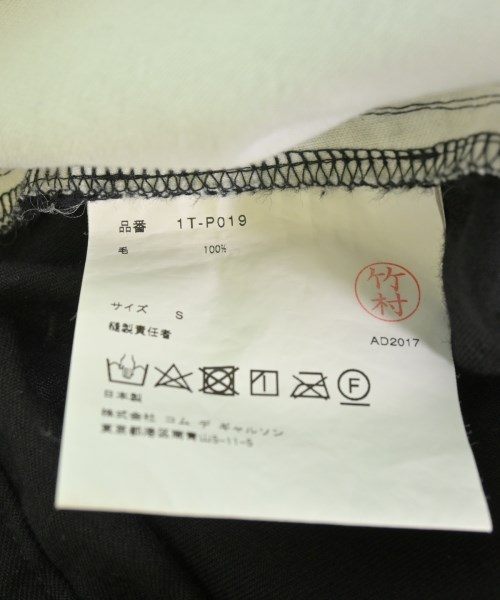 品番 1T-P019
毛 100%
竹
村
サイズ S
縫製責任者
AD2017
F
日本製
株式会社 コム デ ギャルソン
東京都港区南青山5-11-5